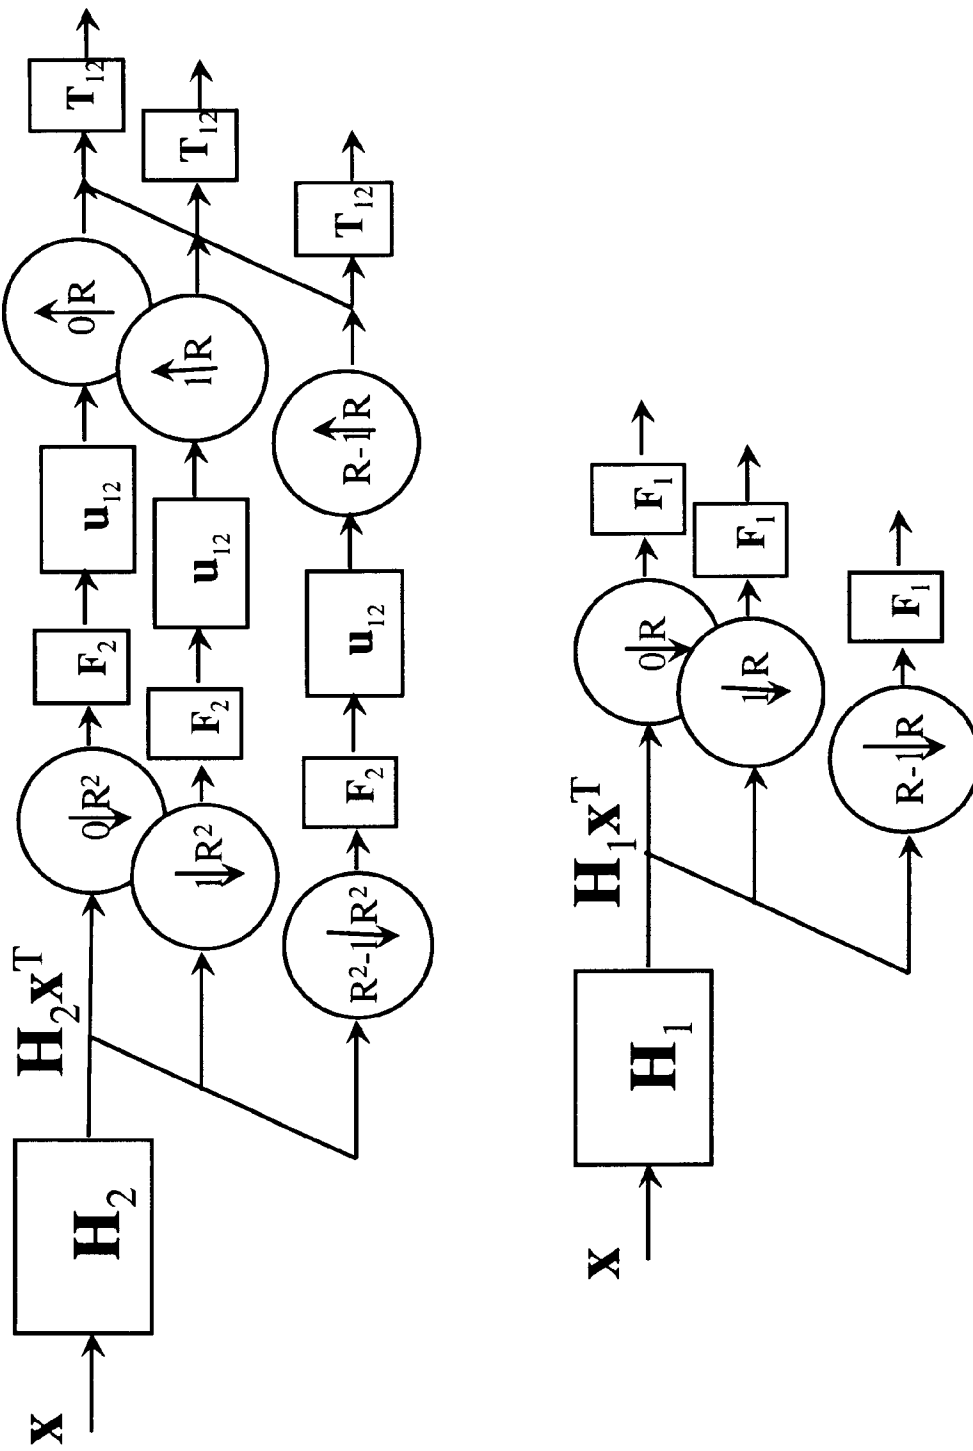 x
H₂
H₂xᵀ
0|R²
F₂
u₁₂
0|R
T₁₂
1|R²
F₂
u₁₂
1|R
T₁₂
R²-1|R²
F₂
u₁₂
R-1|R
T₁₂
x
H₁
H₁xᵀ
0|R
F₁
1|R
F₁
R-1|R
F₁